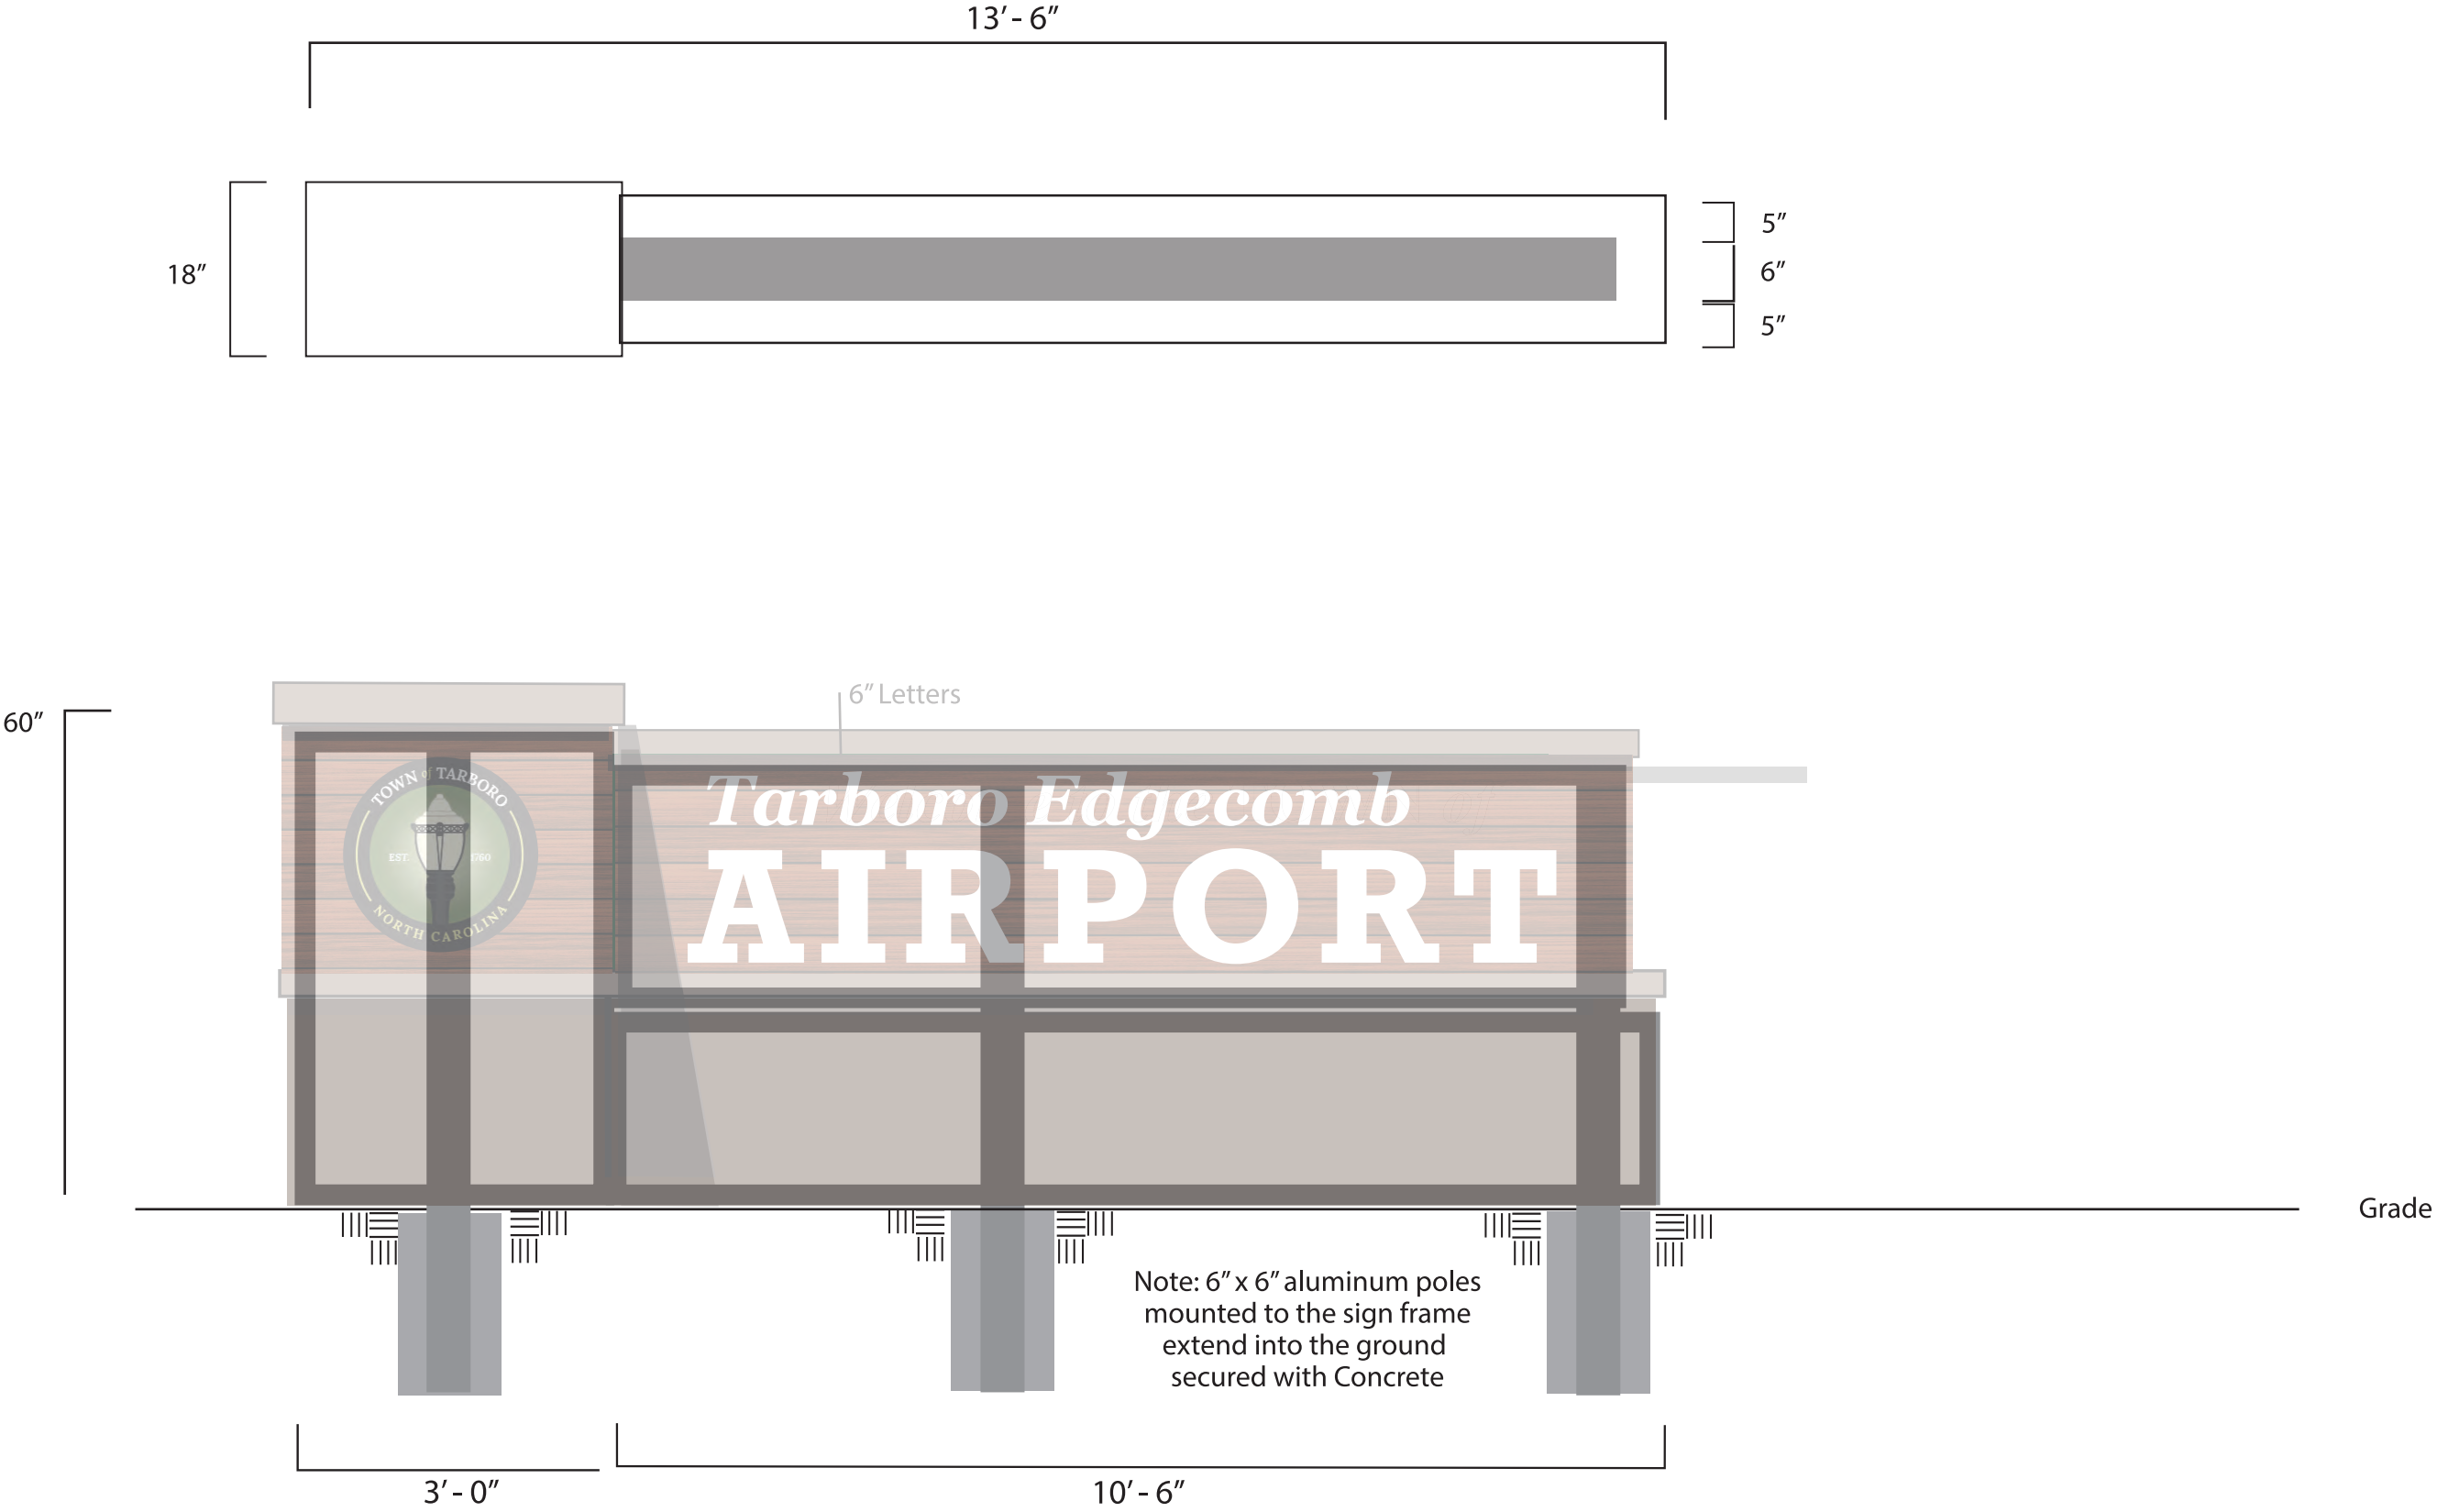 13’ - 6”
18”
5”
6”
5”
60”
6” Letters
TOWN of TARBORO
EST. 1760
NORTH CAROLINA
Tarboro Edgecomb
AIRPORT
Grade
Note: 6” x 6” aluminum poles
mounted to the sign frame
extend into the ground
secured with Concrete
3’ - 0”
10’ - 6”